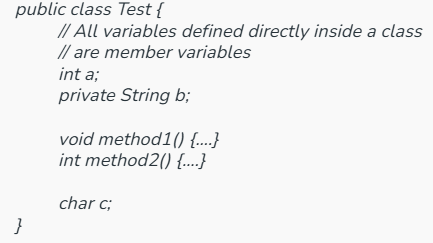 public class Test {
// All variables defined directly inside a class
// are member variables
int a;
private String b;
void method1() {....}
int method2() {....}
char c;
}